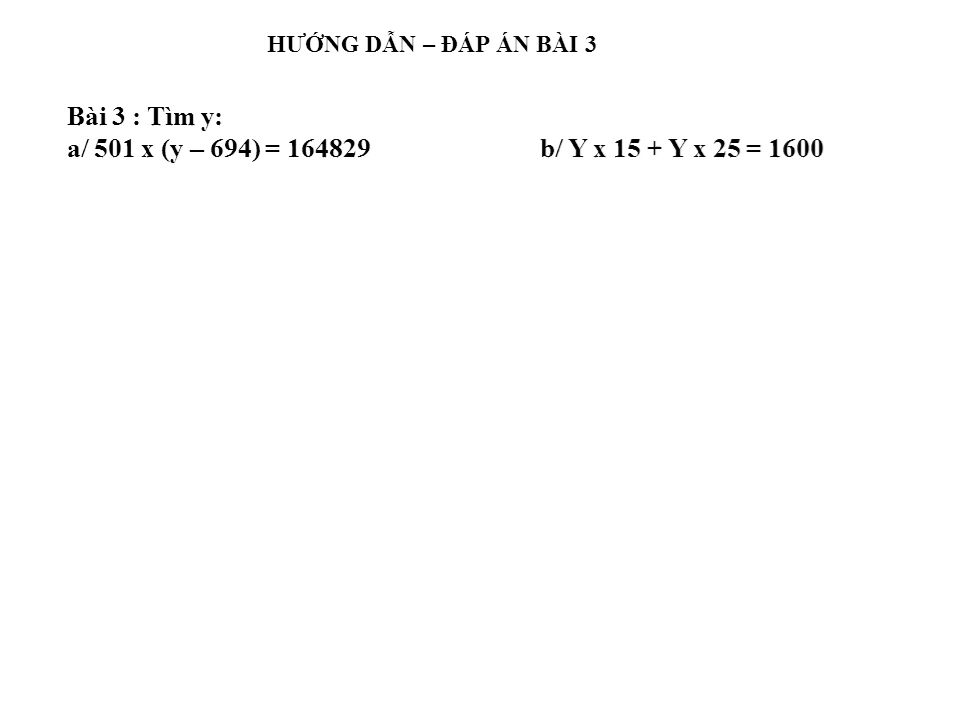 HƯỚNG DẪN – ĐÁP ÁN BÀI 3
Bài 3 : Tìm y:
a/ 501 x (y – 694) = 164829 b/ Y x 15 + Y x 25 = 1600